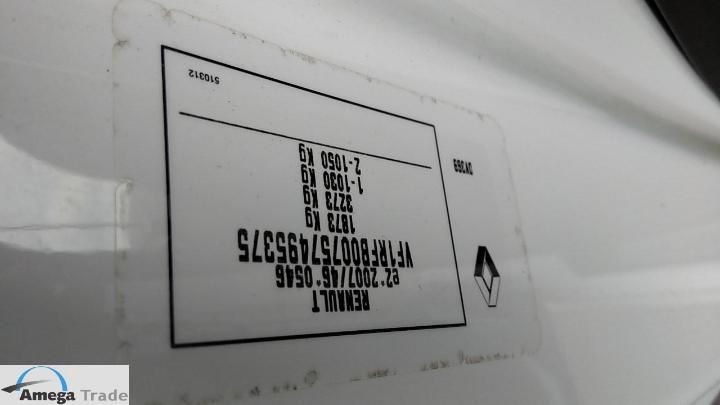 RENAULT
e2*2007/46*0546
VF1RFB00757495375
1873 Kg
3273 Kg
1-1030 Kg
2-1050 Kg
510312
DV369
Amega Trade